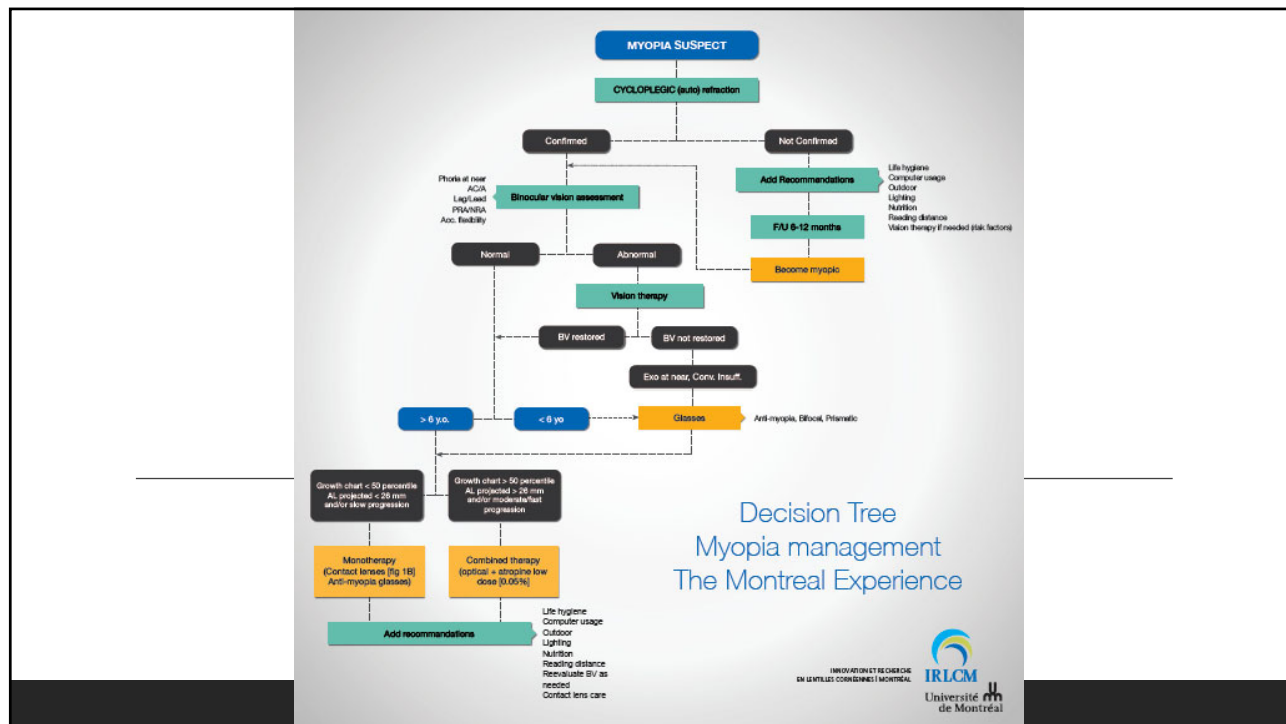 MYOPIA SUSPECT
CYCLOPLEGIC (auto) refraction
Confirmed
Not Confirmed
Phoria at near
AC/A
Lag/Lead
PRA/NRA
Acc. flexibility
Binocular vision assessment
Add Recommendations
Life hygiene
Computer usage
Outdoor
Lighting
Nutrition
Reading distance
Vision therapy if needed (risk factors)
F/U 6-12 months
Normal
Abnormal
Become myopic
Vision therapy
BV restored
BV not restored
Exo at near, Conv. Insuff.
> 6 y.o.
< 6 yo
Glasses
Anti-myopia, Bifocal, Prismatic
Growth chart < 50 percentile
AL projected < 26 mm
and/or slow progression
Growth chart > 50 percentile
AL projected > 26 mm
and/or moderate/fast
progression
Monotherapy
(Contact lenses [fig 1B]
Anti-myopia glasses)
Combined therapy
(optical + atropine low
dose [0.05%]
Add recommandations
Life hygiene
Computer usage
Outdoor
Lighting
Nutrition
Reading distance
Reevaluate BV as
needed
Contact lens care
Decision Tree
Myopia management
The Montreal Experience
INNOVATION ET RECHERCHE
EN LENTILLES CORNÉENNES | MONTRÉAL
IRLCM
Université
de Montréal